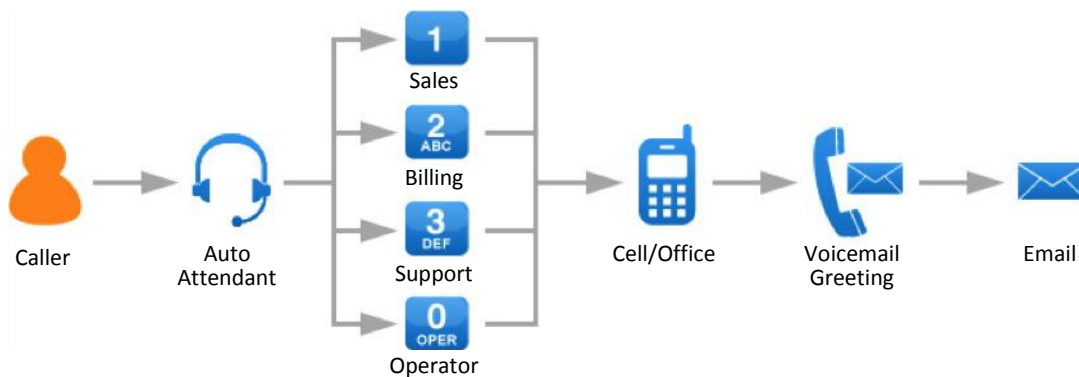 1
Sales
2
ABC
Billing
3
DEF
Support
0
OPER
Operator
Caller
Auto
Attendant
Cell/Office
Voicemail
Greeting
Email